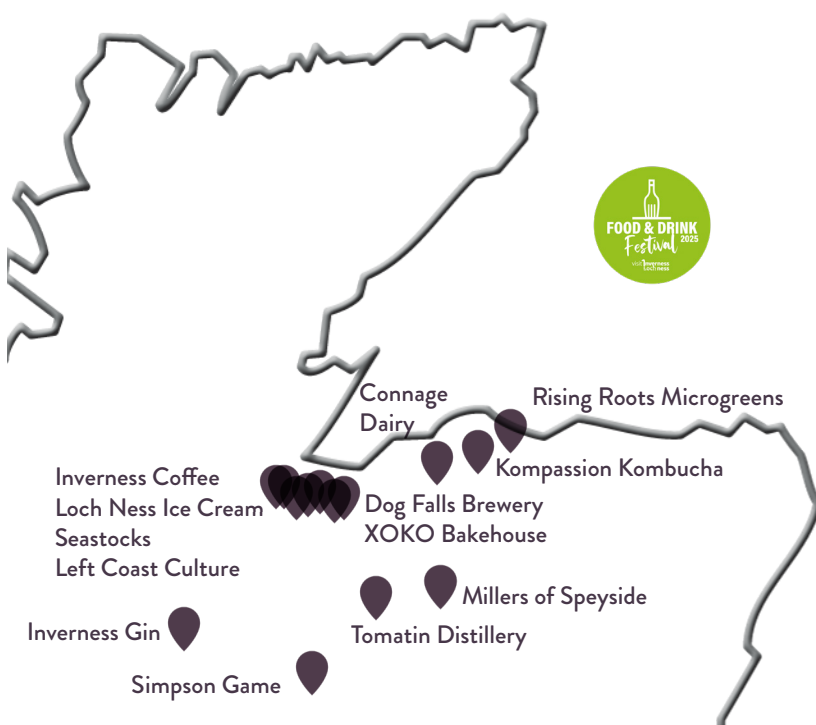 FOOD & DRINK
Festival 2025
visit Inverness
Loch ness
Connage
Dairy
Rising Roots Microgreens
Kompassion Kombucha
Inverness Coffee
Loch Ness Ice Cream
Seastocks
Left Coast Culture
Dog Falls Brewery
XOKO Bakehouse
Millers of Speyside
Inverness Gin
Tomatin Distillery
Simpson Game